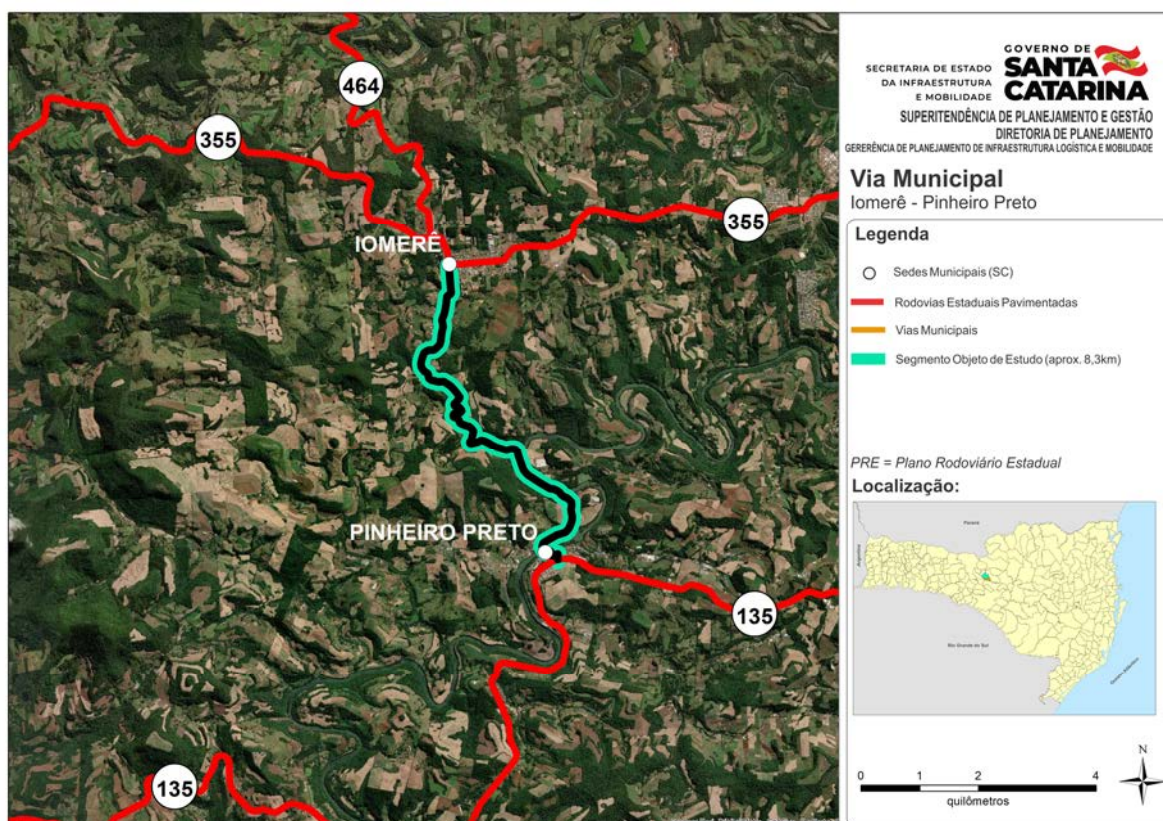 464
355
355
IOMERÊ
PINHEIRO PRETO
135
135
SECRETARIA DE ESTADO
DA INFRAESTRUTURA
E MOBILIDADE
GOVERNO DE
SANTA
CATARINA
SUPERITENDÊNCIA DE PLANEJAMENTO E GESTÃO
DIRETORIA DE PLANEJAMENTO
GERERÊNCIA DE PLANEJAMENTO DE INFRAESTRUTURA LOGÍSTICA E MOBILIDADE
Via Municipal
Iomerê - Pinheiro Preto
Legenda
Sedes Municipais (SC)
Rodovias Estaduais Pavimentadas
Vias Municipais
Segmento Objeto de Estudo (aprox. 8,3km)
PRE = Plano Rodoviário Estadual
Localização:
Paraná
Argentina
Rio Grande do Sul
Oceano Atlântico
N
0 1 2 4
quilômetros